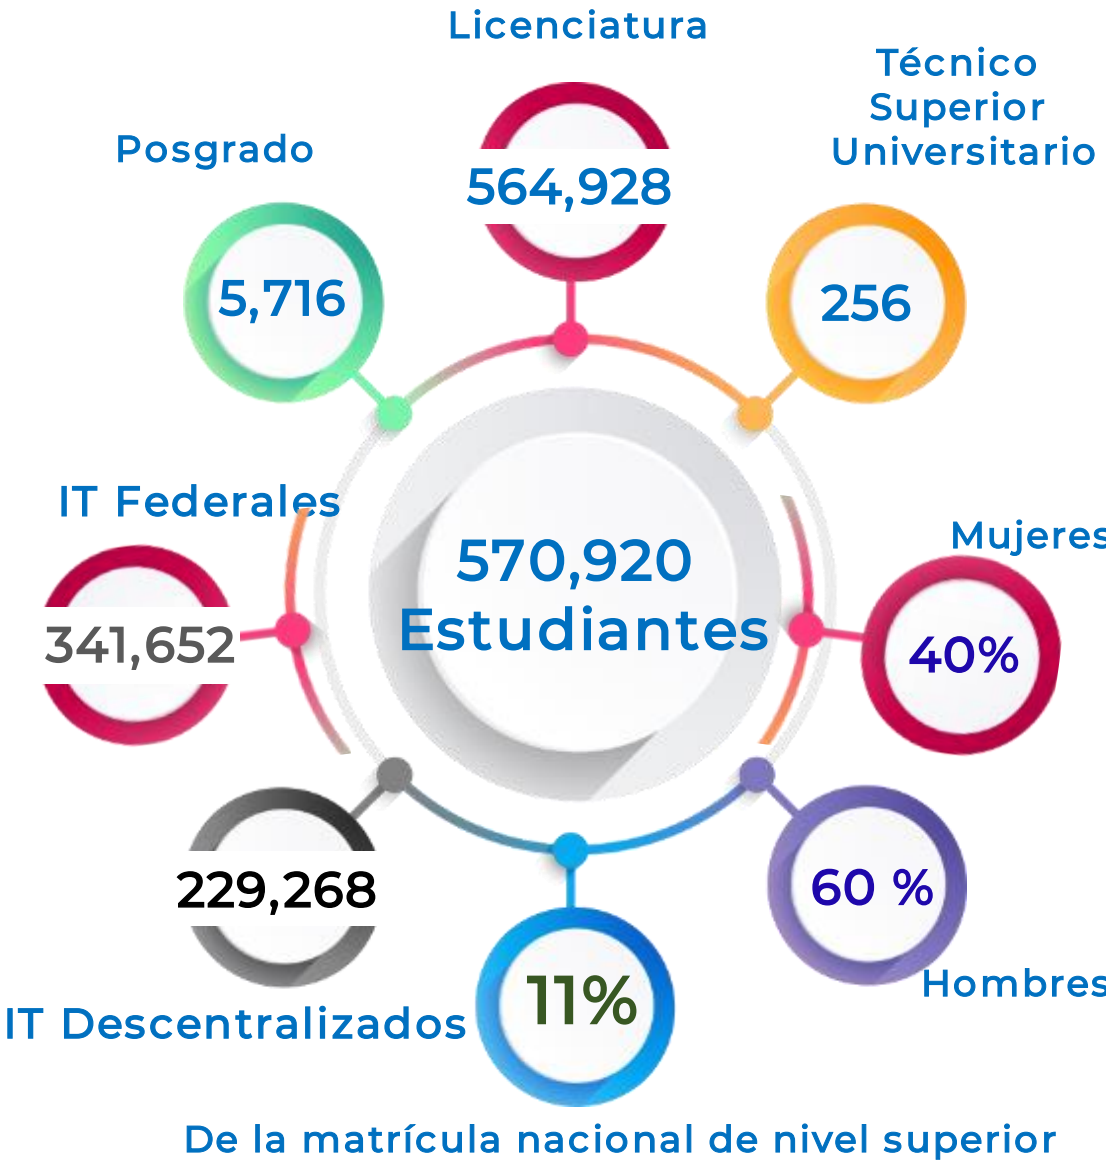 Licenciatura
564,928
Técnico
Superior
Universitario
256
Posgrado
5,716
IT Federales
341,652
570,920
Estudiantes
Mujeres
40%
229,268
IT Descentralizados
60 %
Hombres
11%
De la matrícula nacional de nivel superior